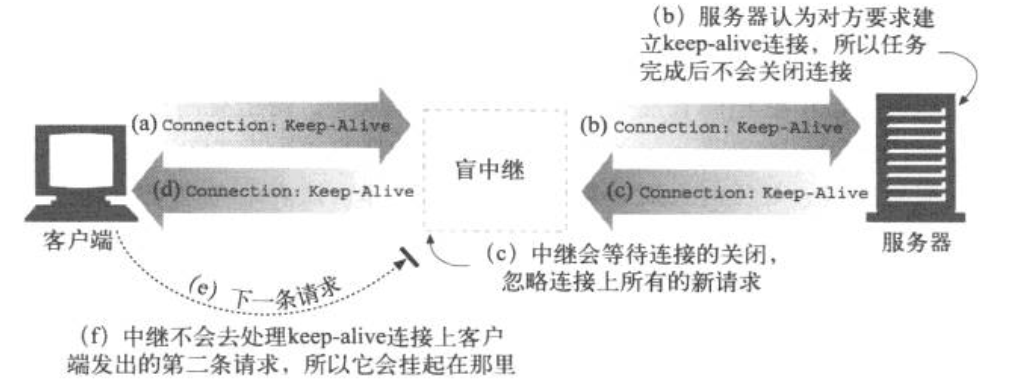 (b) 服务器认为对方要求建
立keep-alive连接，所以任务
完成后不会关闭连接
(a) Connection: Keep-Alive
(b) Connection: Keep-Alive
盲中继
(d) Connection: Keep-Alive
(c) Connection: Keep-Alive
客户端
服务器
(c) 中继会等待连接的关闭，
忽略连接上所有的新请求
(e) 下一条请求
(f) 中继不会去处理keep-alive连接上客户
端发出的第二条请求，所以它会挂起在那里